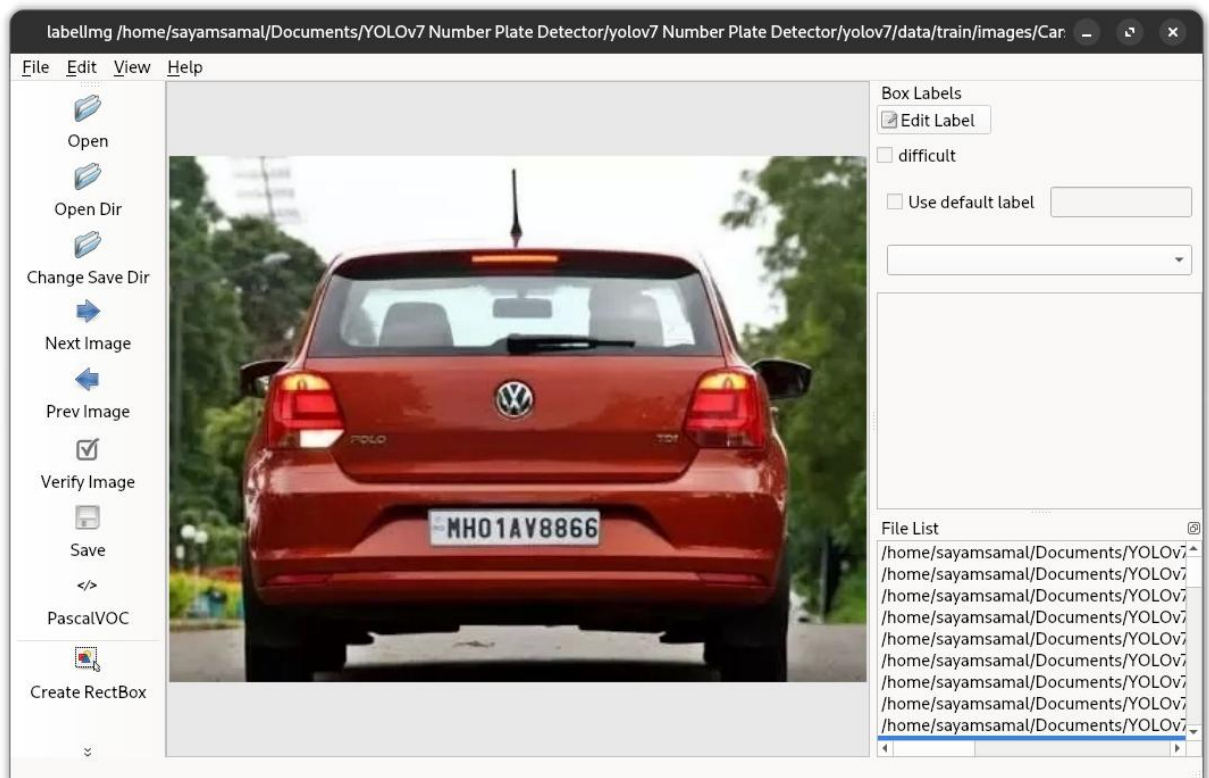 labelImg /home/sayamsamal/Documents/YOLOv7 Number Plate Detector/yolov7 Number Plate Detector/yolov7/data/train/images/Car
File Edit View Help
Open
Open Dir
Change Save Dir
Next Image
Prev Image
Verify Image
Save
</>
PascalVOC
Create RectBox
POLO
TDI
MH01AV8866
Box Labels
Edit Label
difficult
Use default label
File List
/home/sayamsamal/Documents/YOLOv7
/home/sayamsamal/Documents/YOLOv7
/home/sayamsamal/Documents/YOLOv7
/home/sayamsamal/Documents/YOLOv7
/home/sayamsamal/Documents/YOLOv7
/home/sayamsamal/Documents/YOLOv7
/home/sayamsamal/Documents/YOLOv7
/home/sayamsamal/Documents/YOLOv7
/home/sayamsamal/Documents/YOLOv7